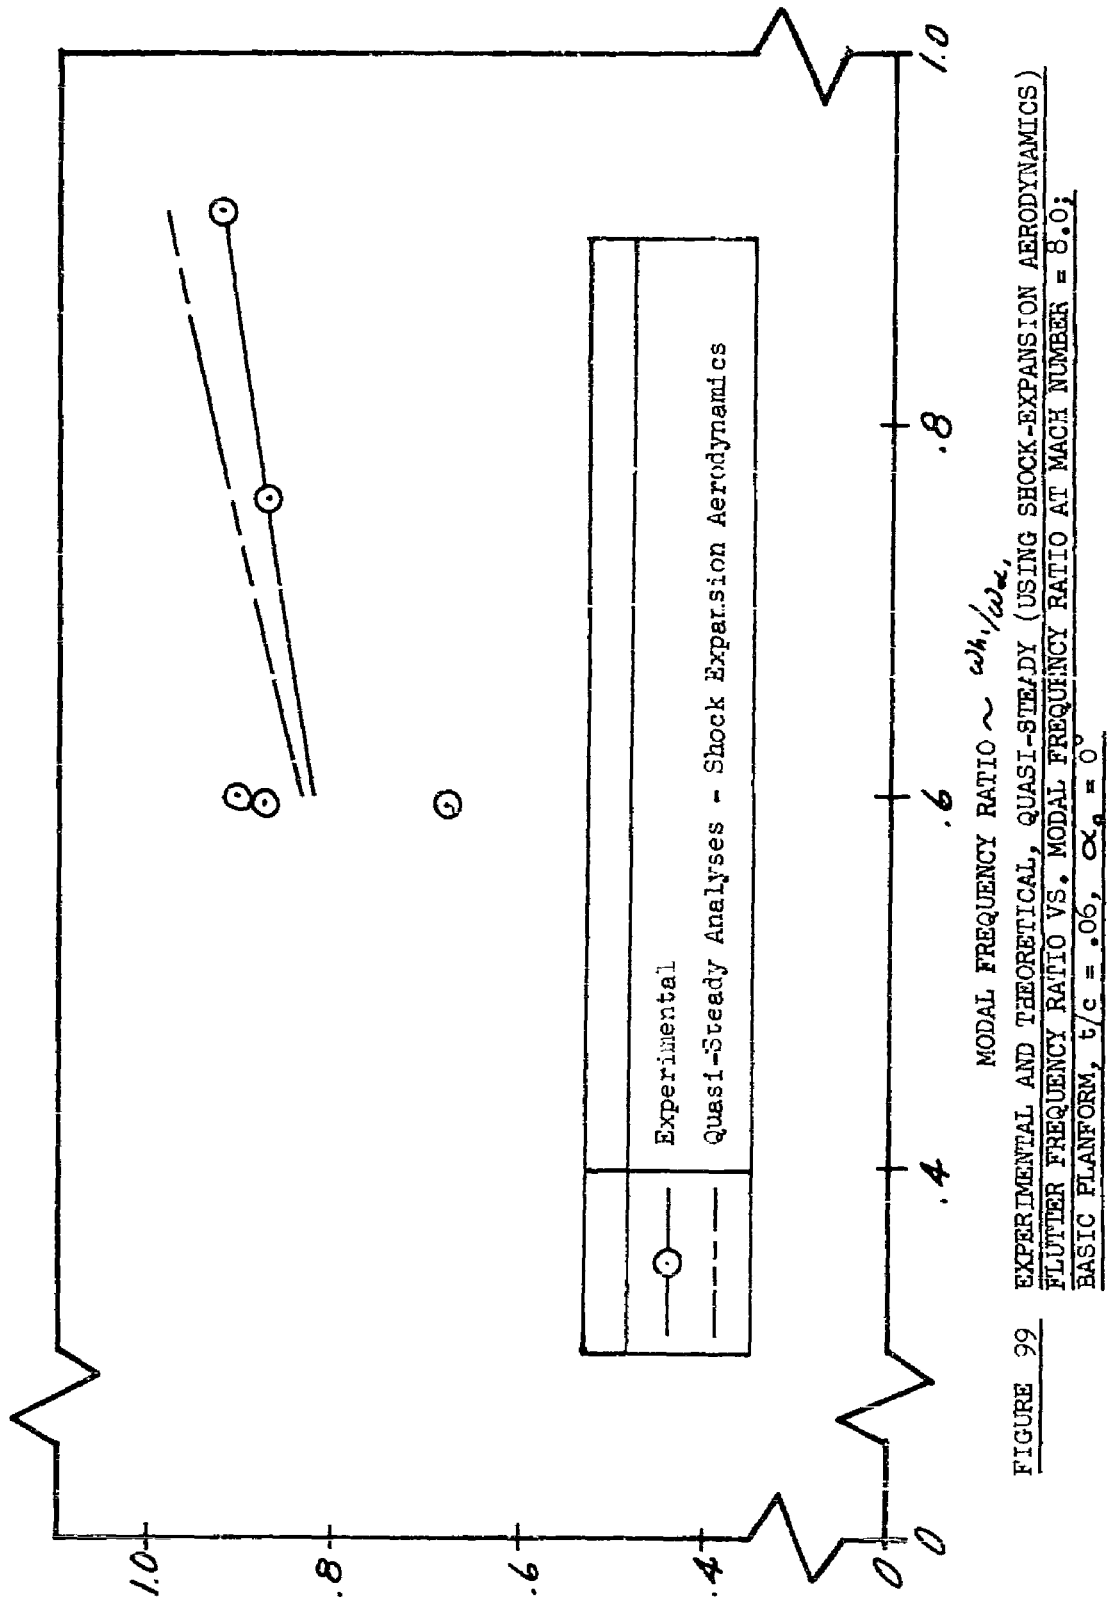 1.0
.8
.6
.4
0
Experimental
Quasi-Steady Analyses - Shock Expansion Aerodynamics
0
.4
.6
.8
1.0
MODAL FREQUENCY RATIO ~ ωh₁/ωα₁
FIGURE 99 EXPERIMENTAL AND THEORETICAL, QUASI-STEADY (USING SHOCK-EXPANSION AERODYNAMICS)
FLUTTER FREQUENCY RATIO VS. MODAL FREQUENCY RATIO AT MACH NUMBER = 8.0;
BASIC PLANFORM, t/c = .06, αₒ = 0°